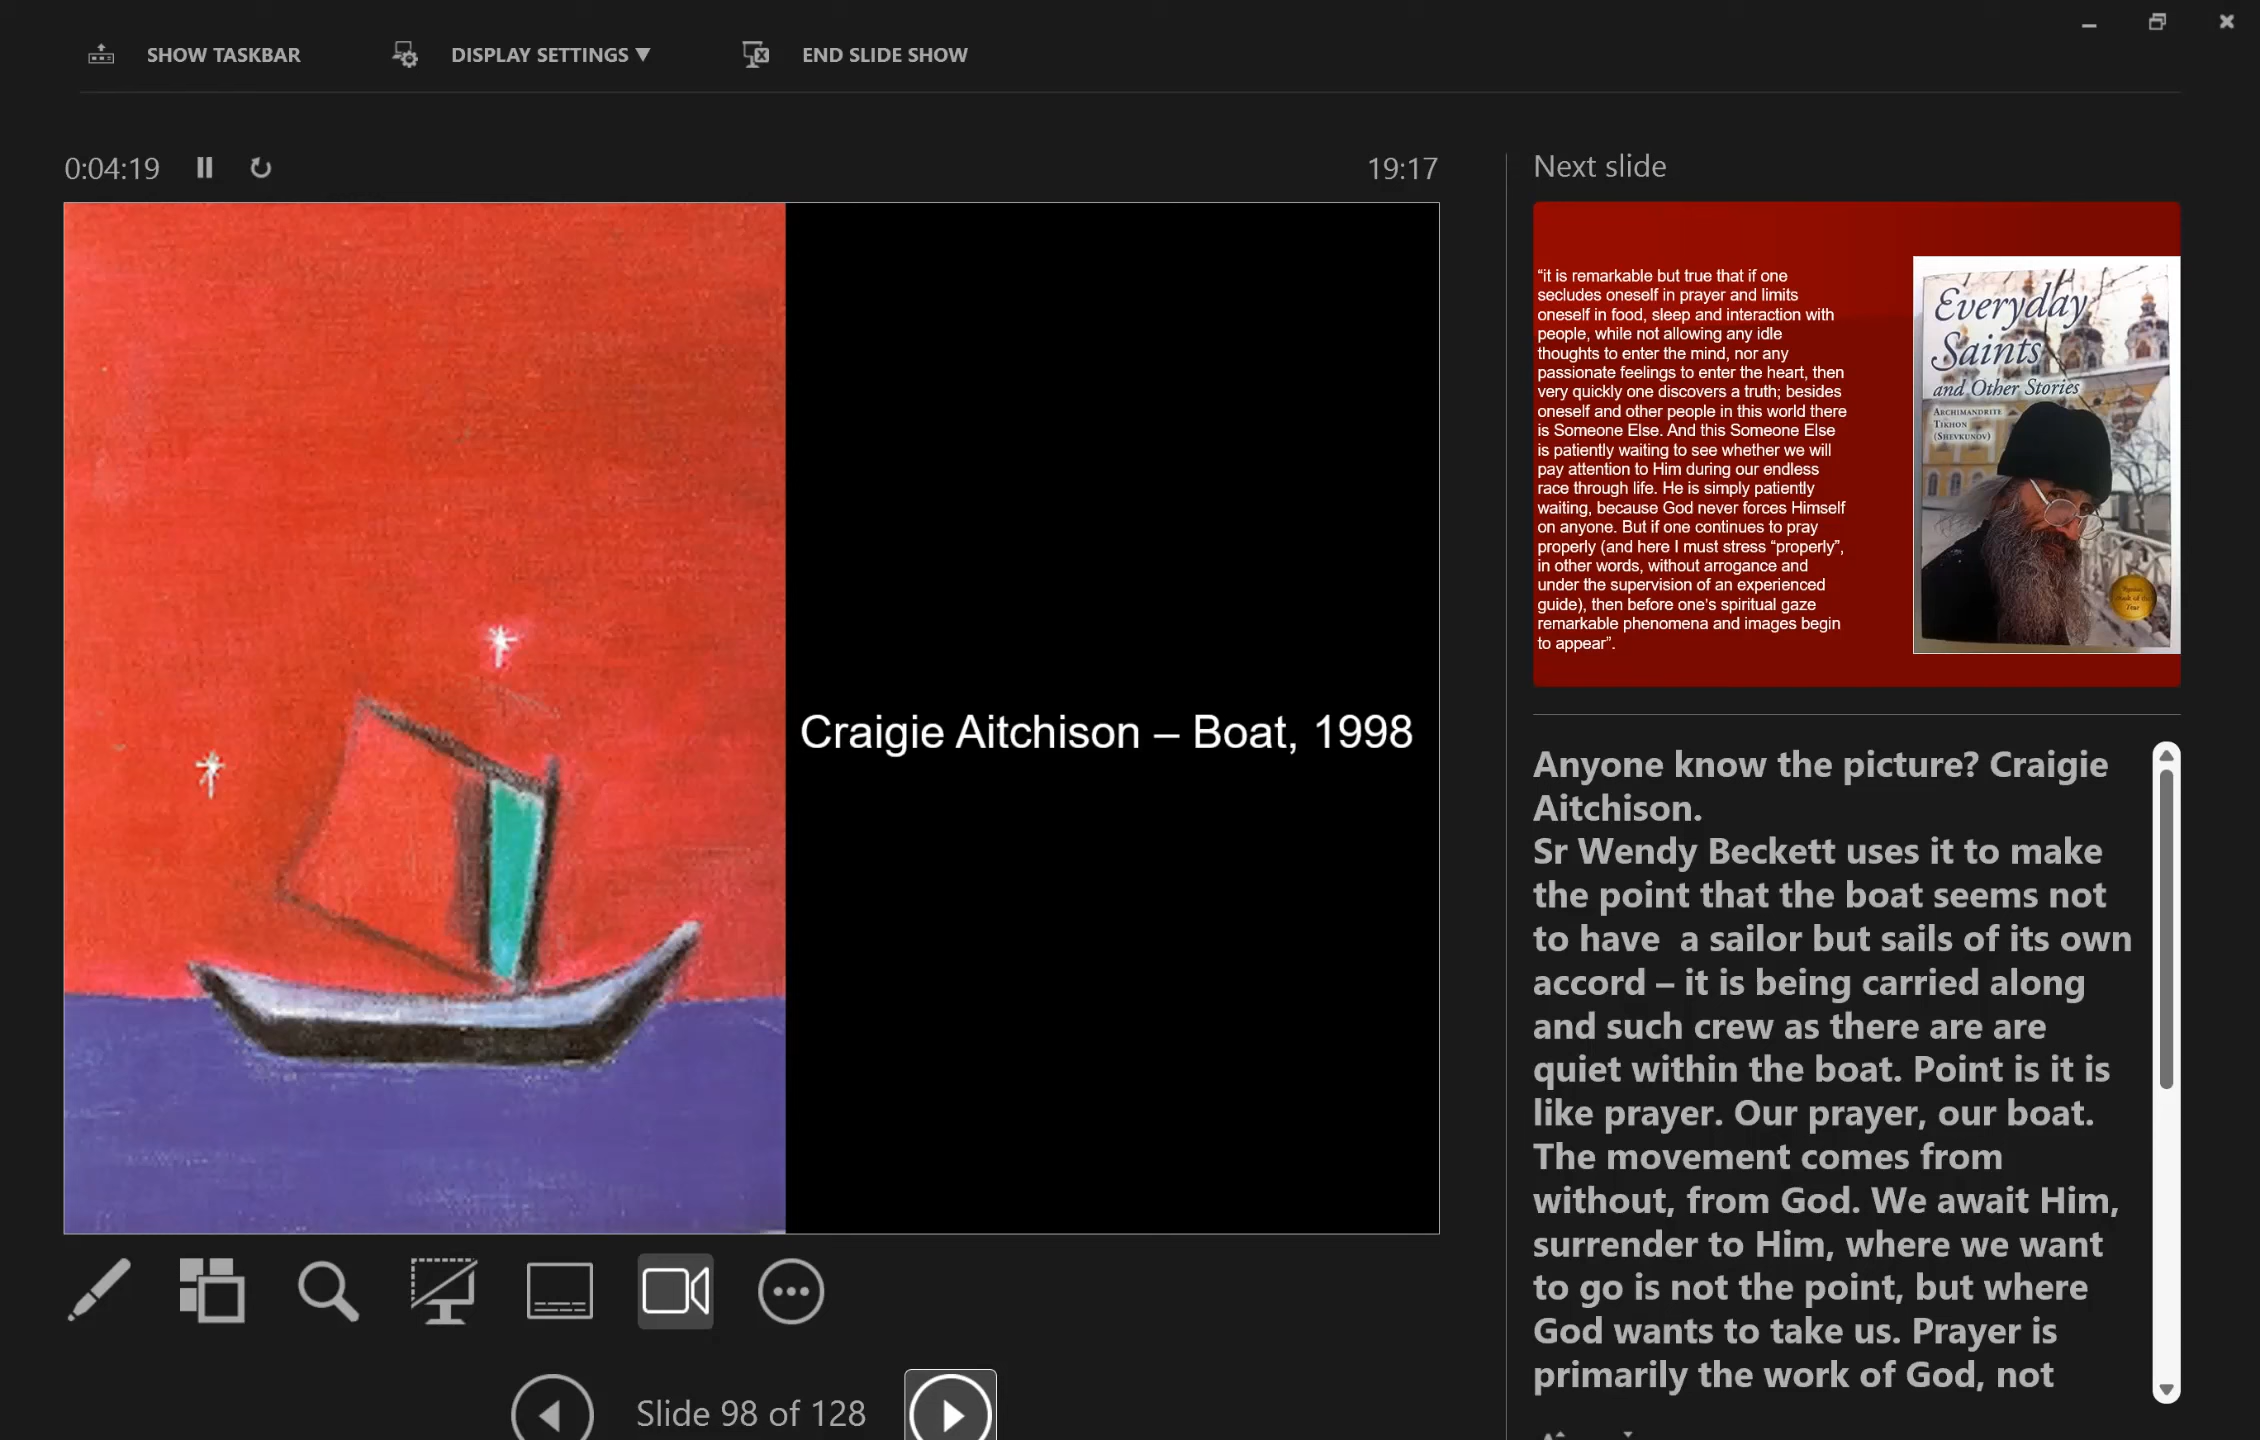 SHOW TASKBAR
DISPLAY SETTINGS ▼
END SLIDE SHOW
0:04:19
19:17
Craigie Aitchison – Boat, 1998
Slide 98 of 128
Next slide
“it is remarkable but true that if one
secludes oneself in prayer and limits
oneself in food, sleep and interaction with
people, while not allowing any idle
thoughts to enter the mind, nor any
passionate feelings to enter the heart, then
very quickly one discovers a truth; besides
oneself and other people in this world there
is Someone Else. And this Someone Else
is patiently waiting to see whether we will
pay attention to Him during our endless
race through life. He is simply patiently
waiting, because God never forces Himself
on anyone. But if one continues to pray
properly (and here I must stress “properly”,
in other words, without arrogance and
under the supervision of an experienced
guide), then before one's spiritual gaze
remarkable phenomena and images begin
to appear”.
Everyday
Saints
and Other Stories
ARCHIMANDRITE
TIKHON
(SHEVKUNOV)
Anyone know the picture? Craigie
Aitchison.
Sr Wendy Beckett uses it to make
the point that the boat seems not
to have  a sailor but sails of its own
accord – it is being carried along
and such crew as there are are
quiet within the boat. Point is it is
like prayer. Our prayer, our boat.
The movement comes from
without, from God. We await Him,
surrender to Him, where we want
to go is not the point, but where
God wants to take us. Prayer is
primarily the work of God, not